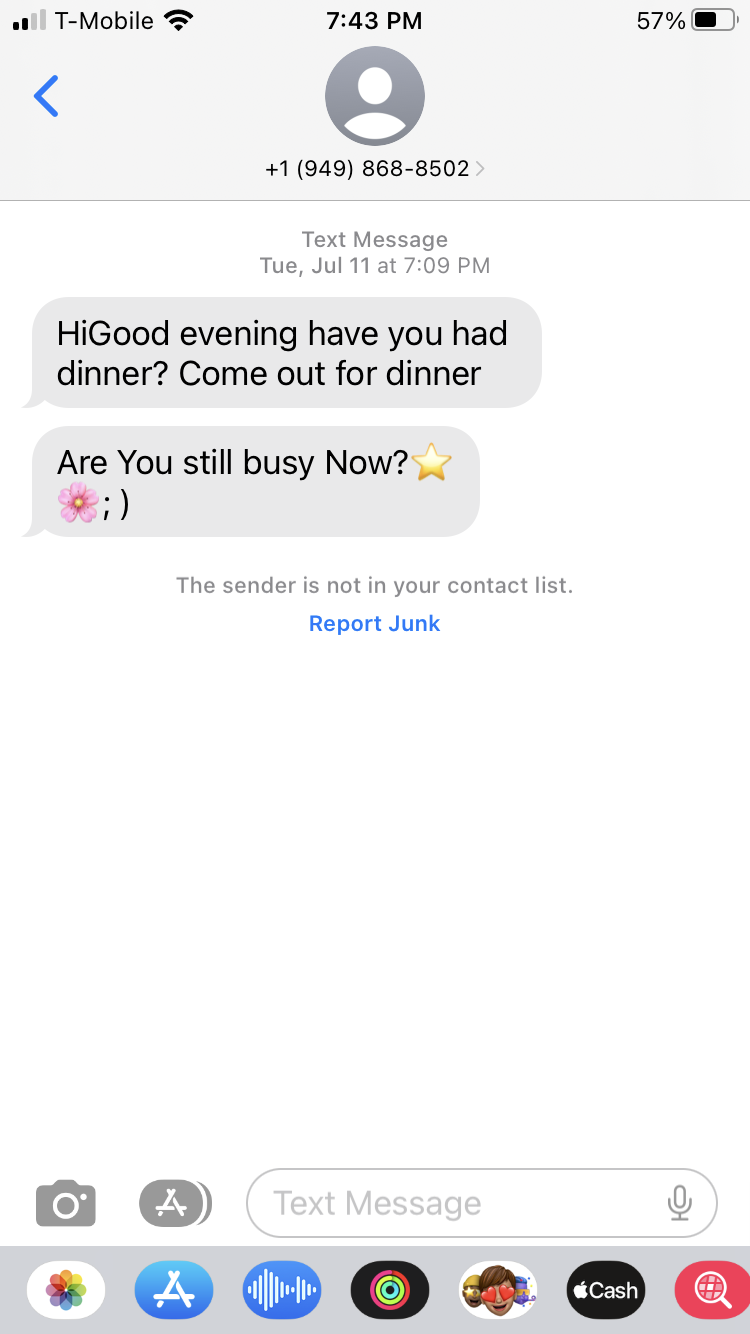 T-Mobile 7:43 PM 57%
+1 (949) 868-8502
Text Message
Tue, Jul 11 at 7:09 PM
HiGood evening have you had
dinner? Come out for dinner
Are You still busy Now?⭐
🌸; )
The sender is not in your contact list.
Report Junk
Text Message
Cash